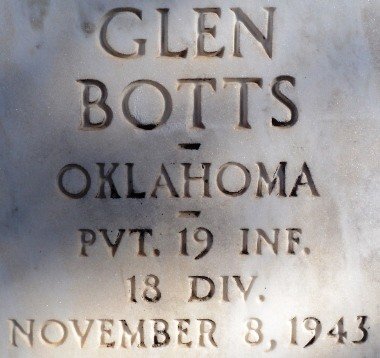 GLEN
BOTTS
OKLAHOMA
PVT. 19 INF.
18 DIV.
NOVEMBER 8, 1943